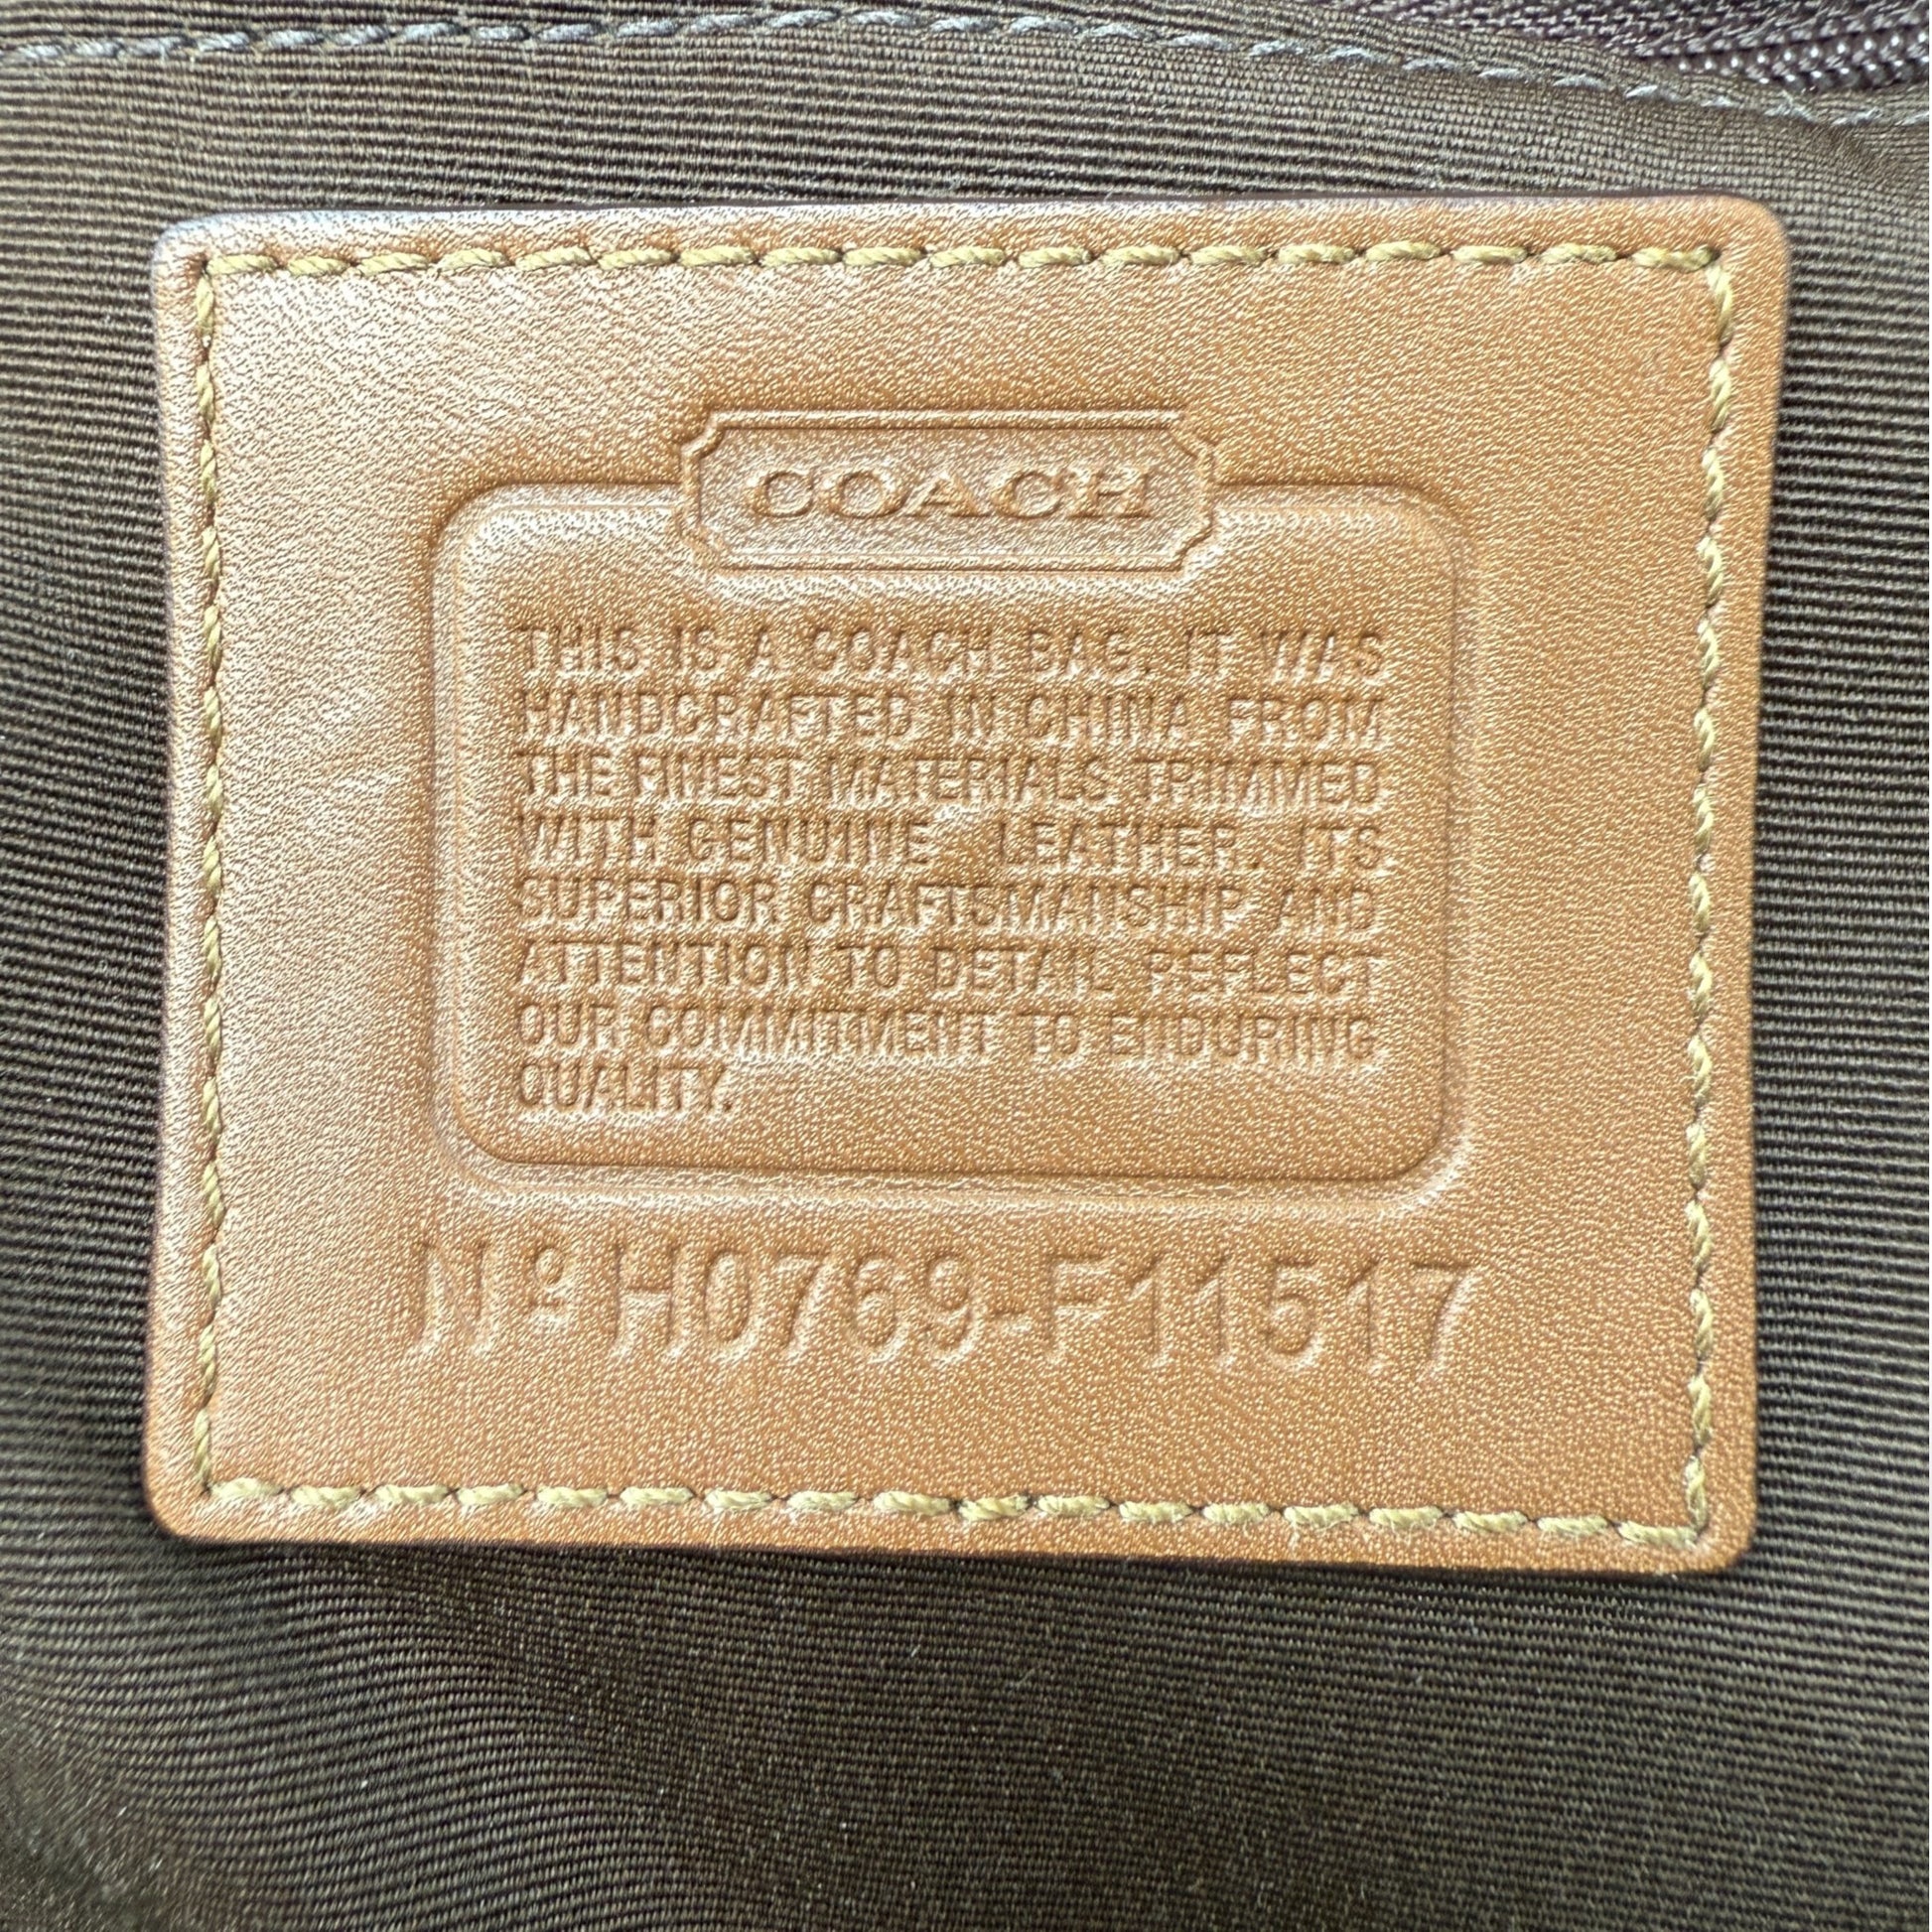 COACH
THIS IS A COACH BAG. IT WAS
HANDCRAFTED IN CHINA FROM
THE FINEST MATERIALS TRIMMED
WITH GENUINE LEATHER. ITS
SUPERIOR CRAFTSMANSHIP AND
ATTENTION TO DETAIL REFLECT
OUR COMMITMENT TO ENDURING
QUALITY.
Nº H0769-F11517